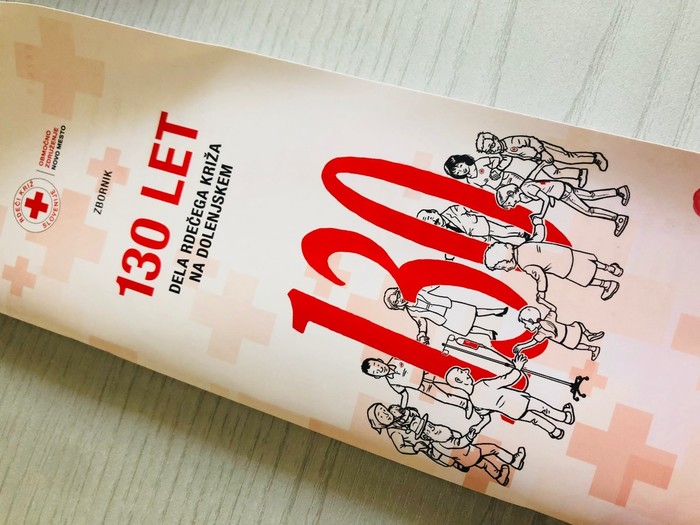 RDEČI KRIŽ SLOVENIJE
OBMOČNO
ZDRUŽENJE
NOVO MESTO
ZBORNIK
130 LET
DELA RDEČEGA KRIŽA
NA DOLENJSKEM
130